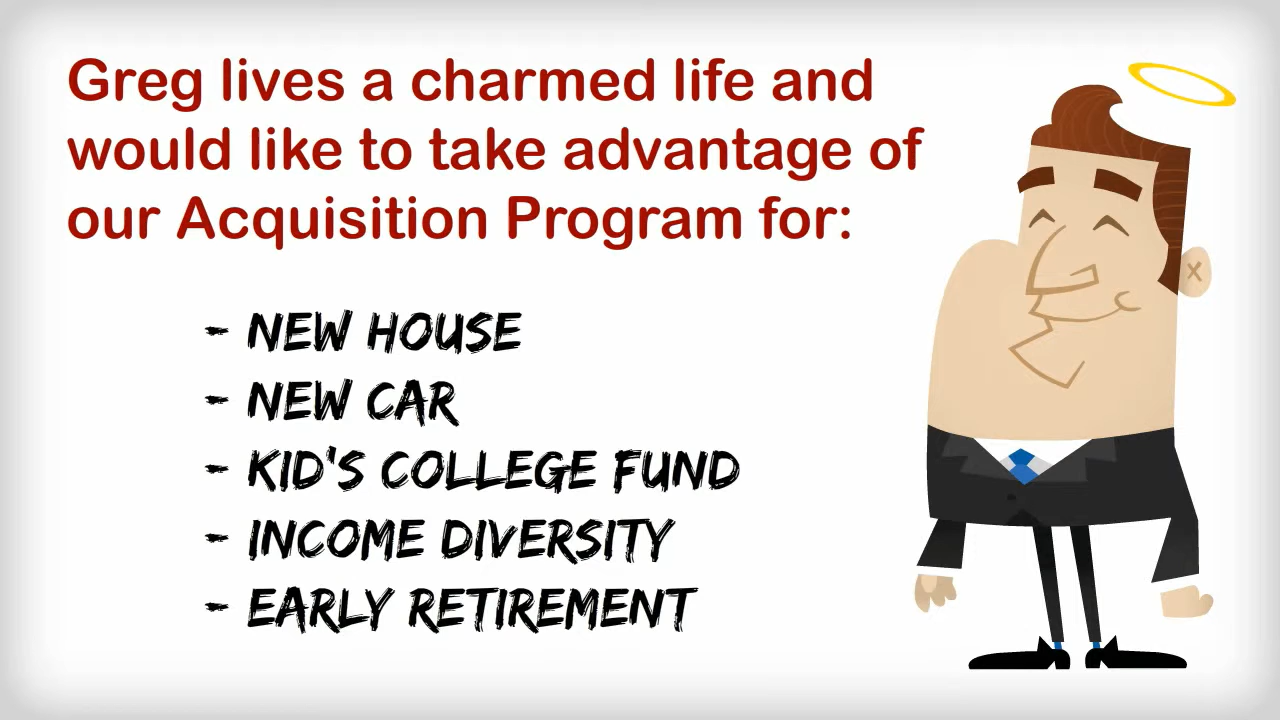 Greg lives a charmed life and
would like to take advantage of
our Acquisition Program for:
- NEW HOUSE
- NEW CAR
- KID'S COLLEGE FUND
- INCOME DIVERSITY
- EARLY RETIREMENT